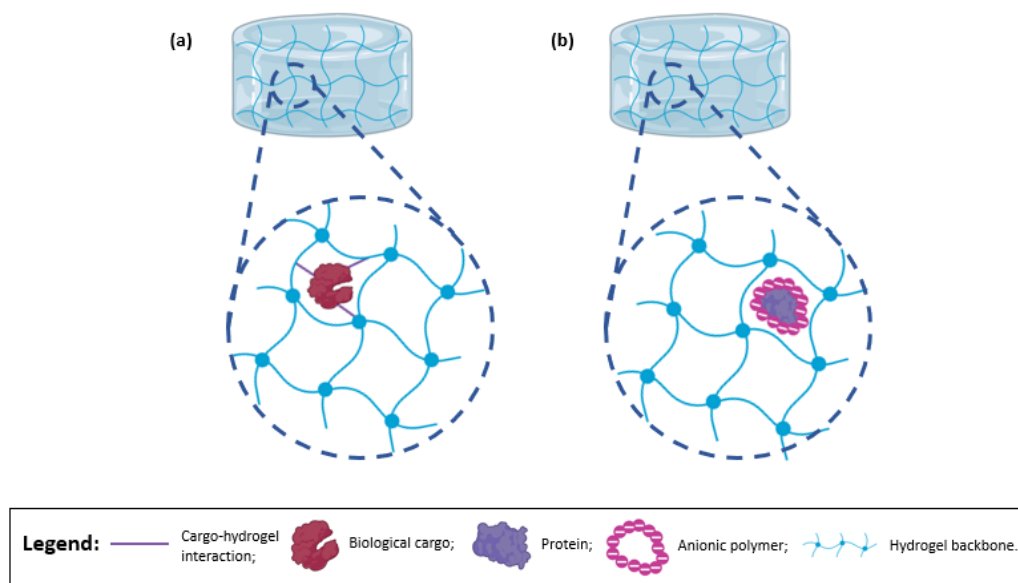 (a)
(b)
Legend:
Cargo-hydrogel
interaction;
Biological cargo;
Protein;
Anionic polymer;
Hydrogel backbone.